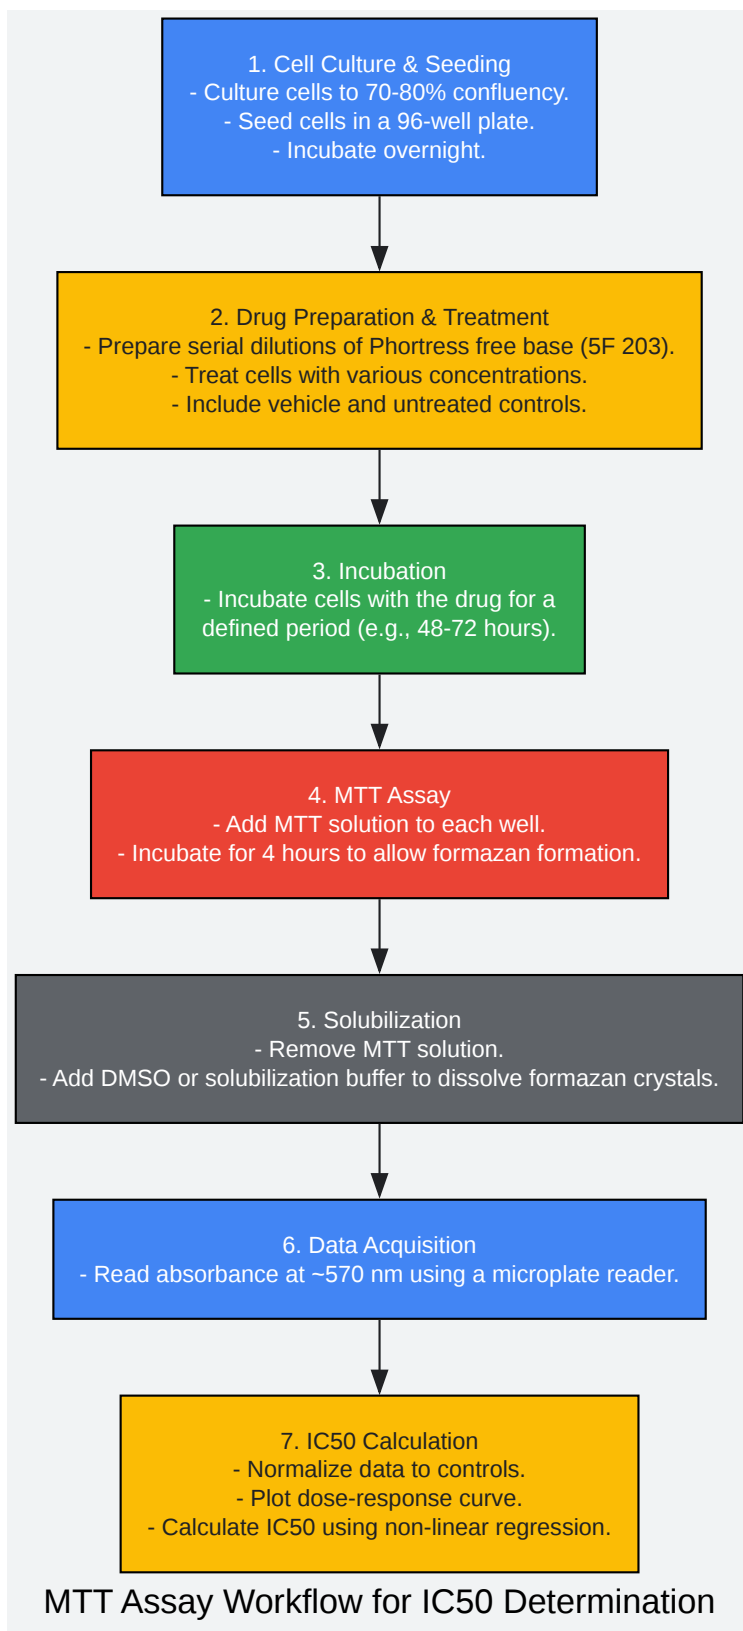 1. Cell Culture & Seeding
- Culture cells to 70-80% confluency.
- Seed cells in a 96-well plate.
- Incubate overnight.
2. Drug Preparation & Treatment
- Prepare serial dilutions of Phortress free base (5F 203).
- Treat cells with various concentrations.
- Include vehicle and untreated controls.
3. Incubation
- Incubate cells with the drug for a
defined period (e.g., 48-72 hours).
4. MTT Assay
- Add MTT solution to each well.
- Incubate for 4 hours to allow formazan formation.
5. Solubilization
- Remove MTT solution.
- Add DMSO or solubilization buffer to dissolve formazan crystals.
6. Data Acquisition
- Read absorbance at ~570 nm using a microplate reader.
7. IC50 Calculation
- Normalize data to controls.
- Plot dose-response curve.
- Calculate IC50 using non-linear regression.
MTT Assay Workflow for IC50 Determination